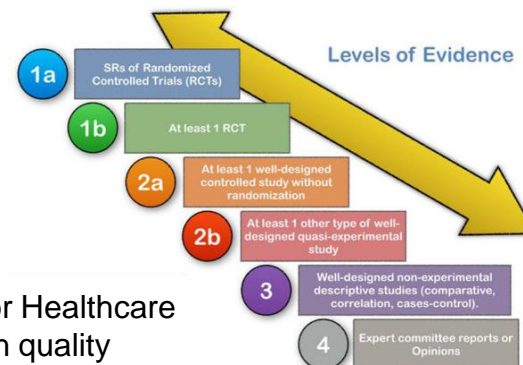 Levels of Evidence
1a
SRs of Randomized
Controlled Trials (RCTs)
1b
At least 1 RCT
2a
At least 1 well-designed
controlled study without
randomization
2b
At least 1 other type of well-
designed quasi-experimental
study
3
Well-designed non-experimental
descriptive studies (comparative,
correlation, cases-control).
4
Expert committee reports or
Opinions
or Healthcare
n quality